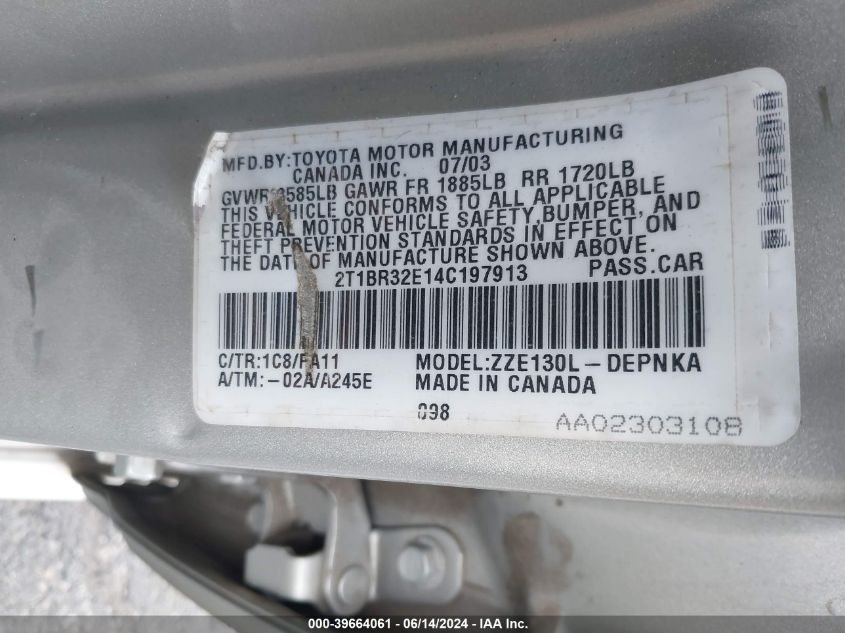 MFD.BY:TOYOTA MOTOR MANUFACTURING
CANADA INC. 07/03
GVWR 3585LB GAWR FR 1885LB RR 1720LB
THIS VEHICLE CONFORMS TO ALL APPLICABLE
FEDERAL MOTOR VEHICLE SAFETY,BUMPER, AND
THEFT PREVENTION STANDARDS IN EFFECT ON
THE DATE OF MANUFACTURE SHOWN ABOVE.
2T1BR32E14C197913 PASS.CAR
C/TR:1C8/FA11 MODEL:ZZE130L-DEPNKA
A/TM:-02A/A245E MADE IN CANADA
098
AA02303108
000-39664061 - 06/14/2024 - IAA Inc.